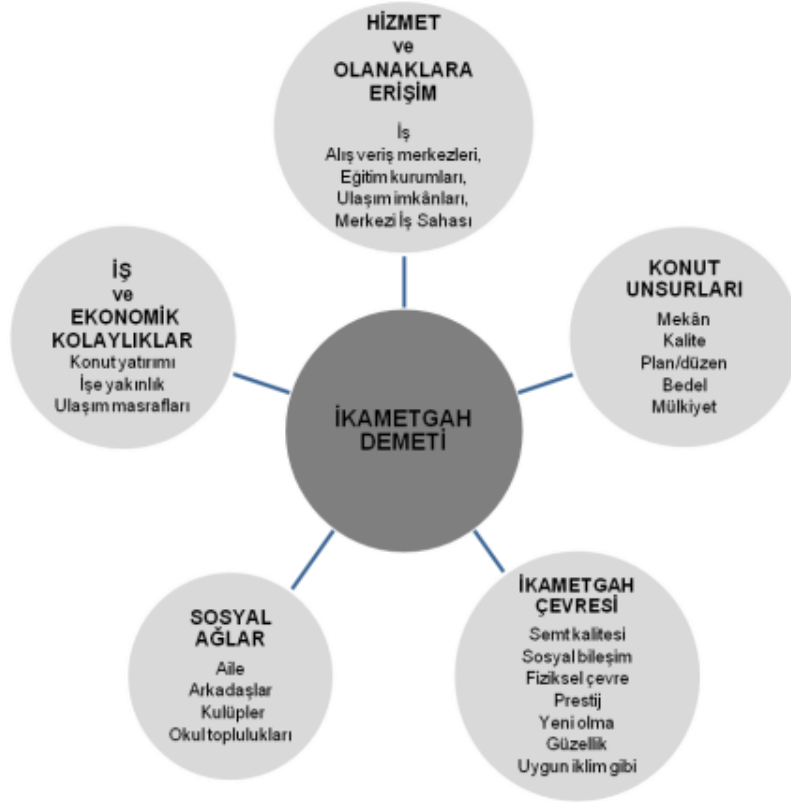 HİZMET
ve
OLANAKLARA
ERİŞİM
İş
Alış veriş merkezleri,
Eğitim kurumları,
Ulaşım imkânları,
Merkezi İş Sahası
İŞ
ve
EKONOMİK
KOLAYLIKLAR
Konut yatırımı
İşe yakınlık
Ulaşım masrafları
KONUT
UNSURLARI
Mekân
Kalite
Plan/düzen
Bedel
Mülkiyet
İKAMETGAH
DEMETİ
SOSYAL
AĞLAR
Aile
Arkadaşlar
Kulüpler
Okul toplulukları
İKAMETGAH
ÇEVRESİ
Semt kalitesi
Sosyal bileşim
Fiziksel çevre
Prestij
Yeni olma
Güzellik
Uygun iklim gibi